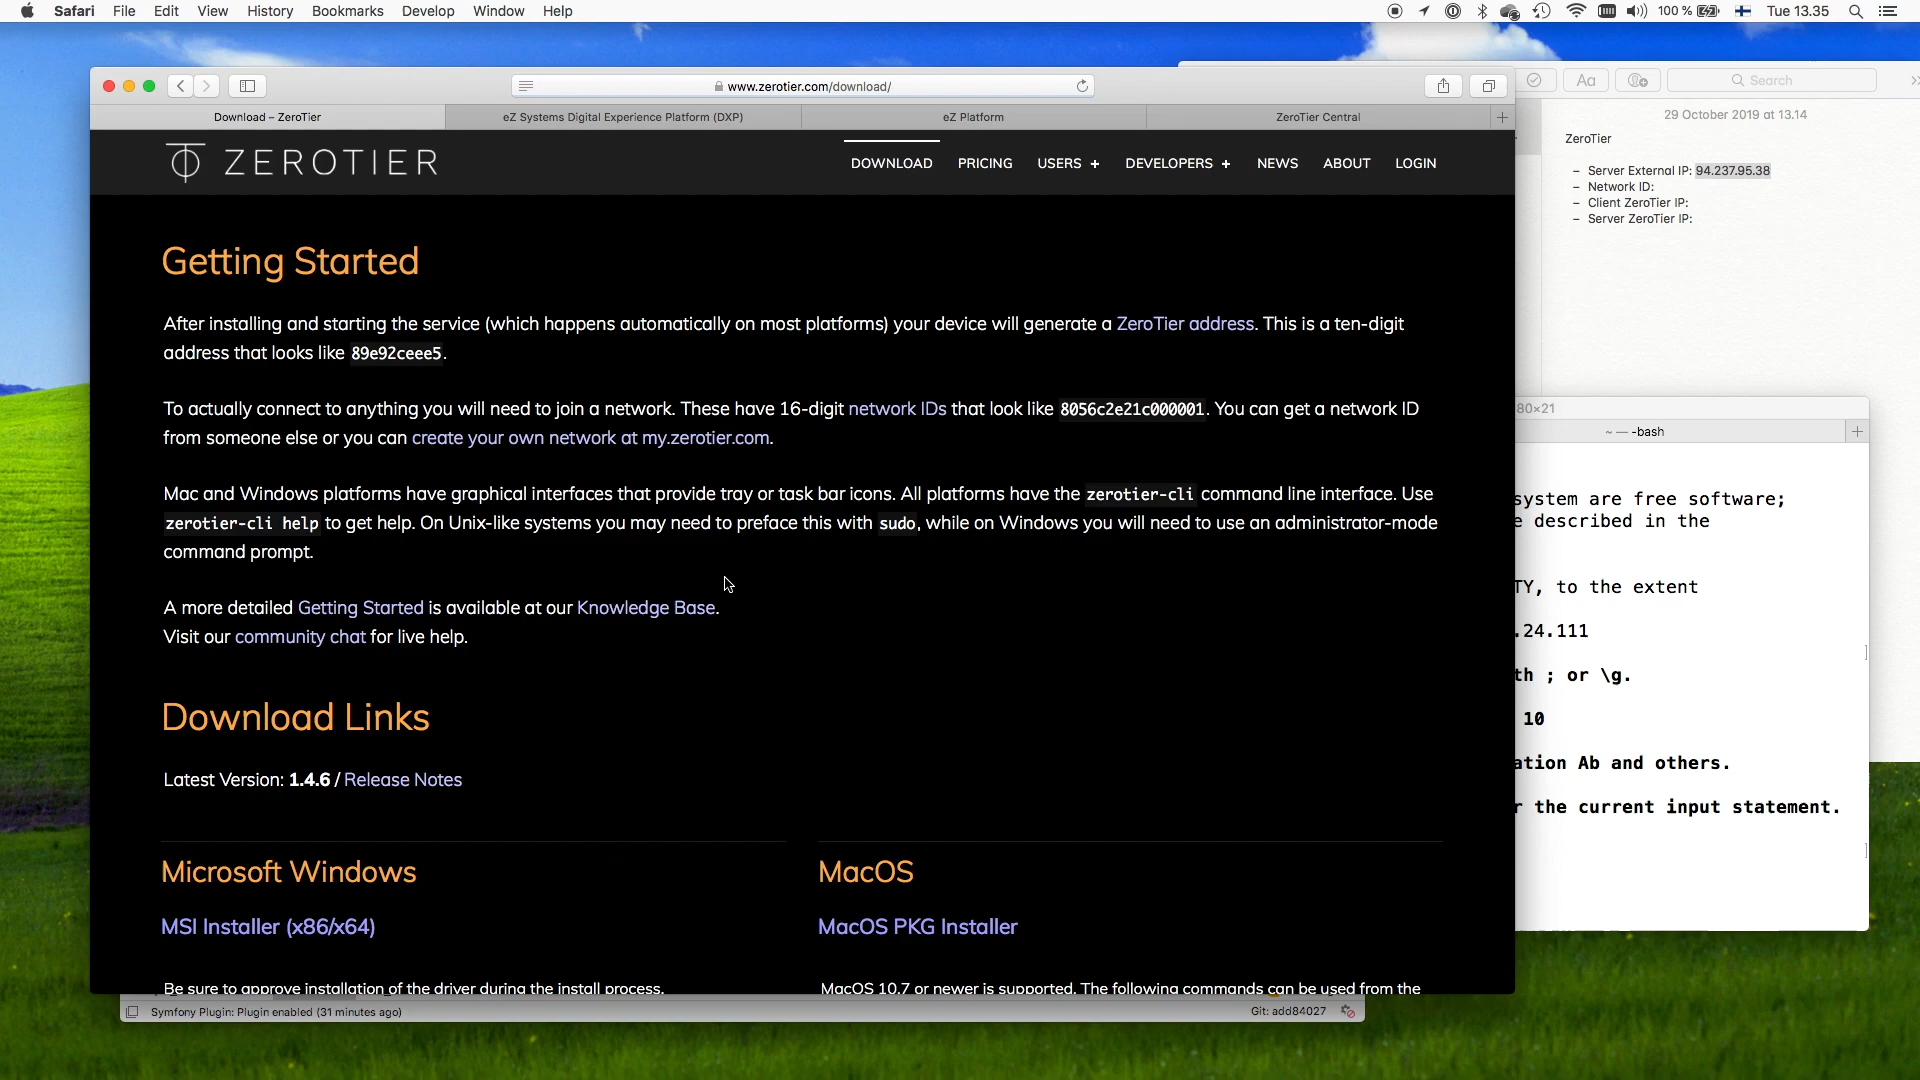 Safari File Edit View History Bookmarks Develop Window Help
100 % Tue 13.35
www.zerotier.com/download/
Aa
Search
Download – ZeroTier
eZ Systems Digital Experience Platform (DXP)
eZ Platform
ZeroTier Central
ZEROTIER
DOWNLOAD PRICING USERS + DEVELOPERS + NEWS ABOUT LOGIN
Getting Started
After installing and starting the service (which happens automatically on most platforms) your device will generate a ZeroTier address. This is a ten-digit
address that looks like 89e92ceee5.
To actually connect to anything you will need to join a network. These have 16-digit network IDs that look like 8056c2e21c000001. You can get a network ID
from someone else or you can create your own network at my.zerotier.com.
Mac and Windows platforms have graphical interfaces that provide tray or task bar icons. All platforms have the zerotier-cli command line interface. Use
zerotier-cli help to get help. On Unix-like systems you may need to preface this with sudo, while on Windows you will need to use an administrator-mode
command prompt.
A more detailed Getting Started is available at our Knowledge Base.
Visit our community chat for live help.
Download Links
Latest Version: 1.4.6 / Release Notes
Microsoft Windows
MSI Installer (x86/x64)
Be sure to approve installation of the driver during the install process.
MacOS
MacOS PKG Installer
MacOS 10.7 or newer is supported. The following commands can be used from the
29 October 2019 at 13.14
ZeroTier
– Server External IP: 94.237.95.38
– Network ID:
– Client ZeroTier IP:
– Server ZeroTier IP:
80×21
~ — -bash
system are free software;
e described in the
TY, to the extent
.24.111
th ; or \g.
10
ation Ab and others.
r the current input statement.
Symfony Plugin: Plugin enabled (31 minutes ago)
Git: add84027